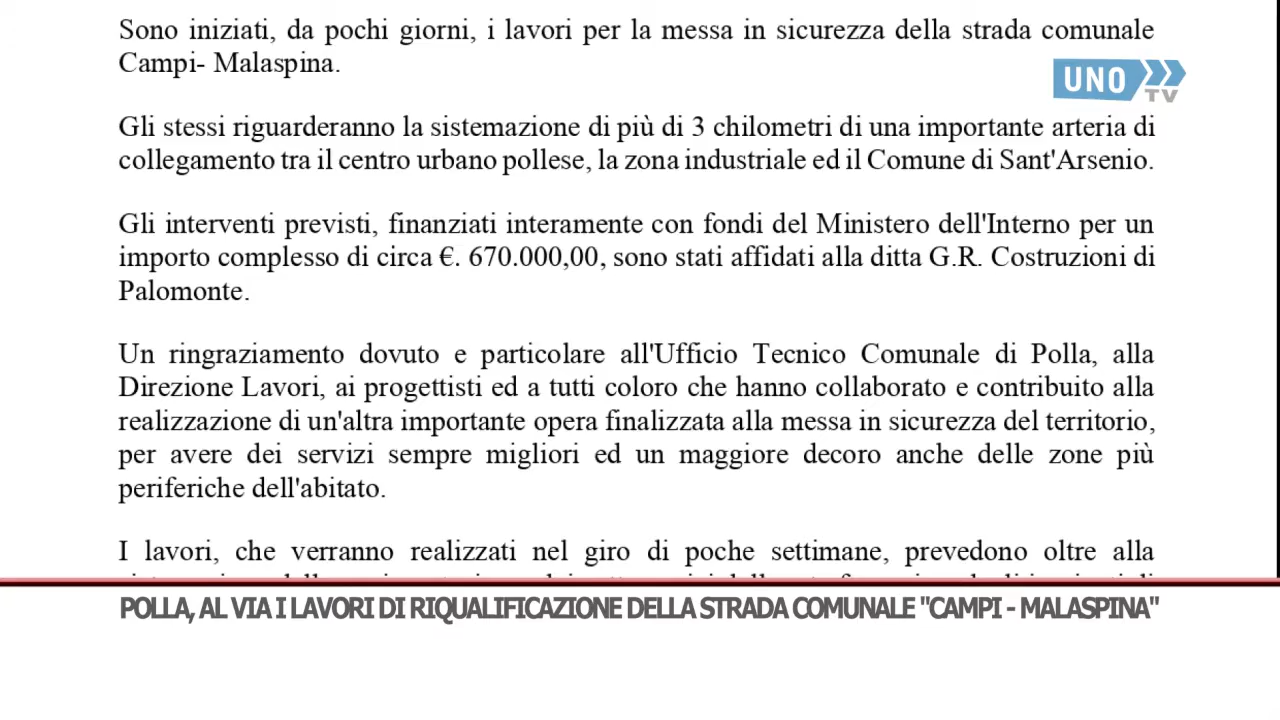 Sono iniziati, da pochi giorni, i lavori per la messa in sicurezza della strada comunale
Campi- Malaspina.
UNO
TV
Gli stessi riguarderanno la sistemazione di più di 3 chilometri di una importante arteria di
collegamento tra il centro urbano pollese, la zona industriale ed il Comune di Sant'Arsenio.
Gli interventi previsti, finanziati interamente con fondi del Ministero dell'Interno per un
importo complesso di circa €. 670.000,00, sono stati affidati alla ditta G.R. Costruzioni di
Palomonte.
Un ringraziamento dovuto e particolare all'Ufficio Tecnico Comunale di Polla, alla
Direzione Lavori, ai progettisti ed a tutti coloro che hanno collaborato e contribuito alla
realizzazione di un'altra importante opera finalizzata alla messa in sicurezza del territorio,
per avere dei servizi sempre migliori ed un maggiore decoro anche delle zone più
periferiche dell'abitato.
I lavori, che verranno realizzati nel giro di poche settimane, prevedono oltre alla
POLLA, AL VIA I LAVORI DI RIQUALIFICAZIONE DELLA STRADA COMUNALE "CAMPI - MALASPINA"